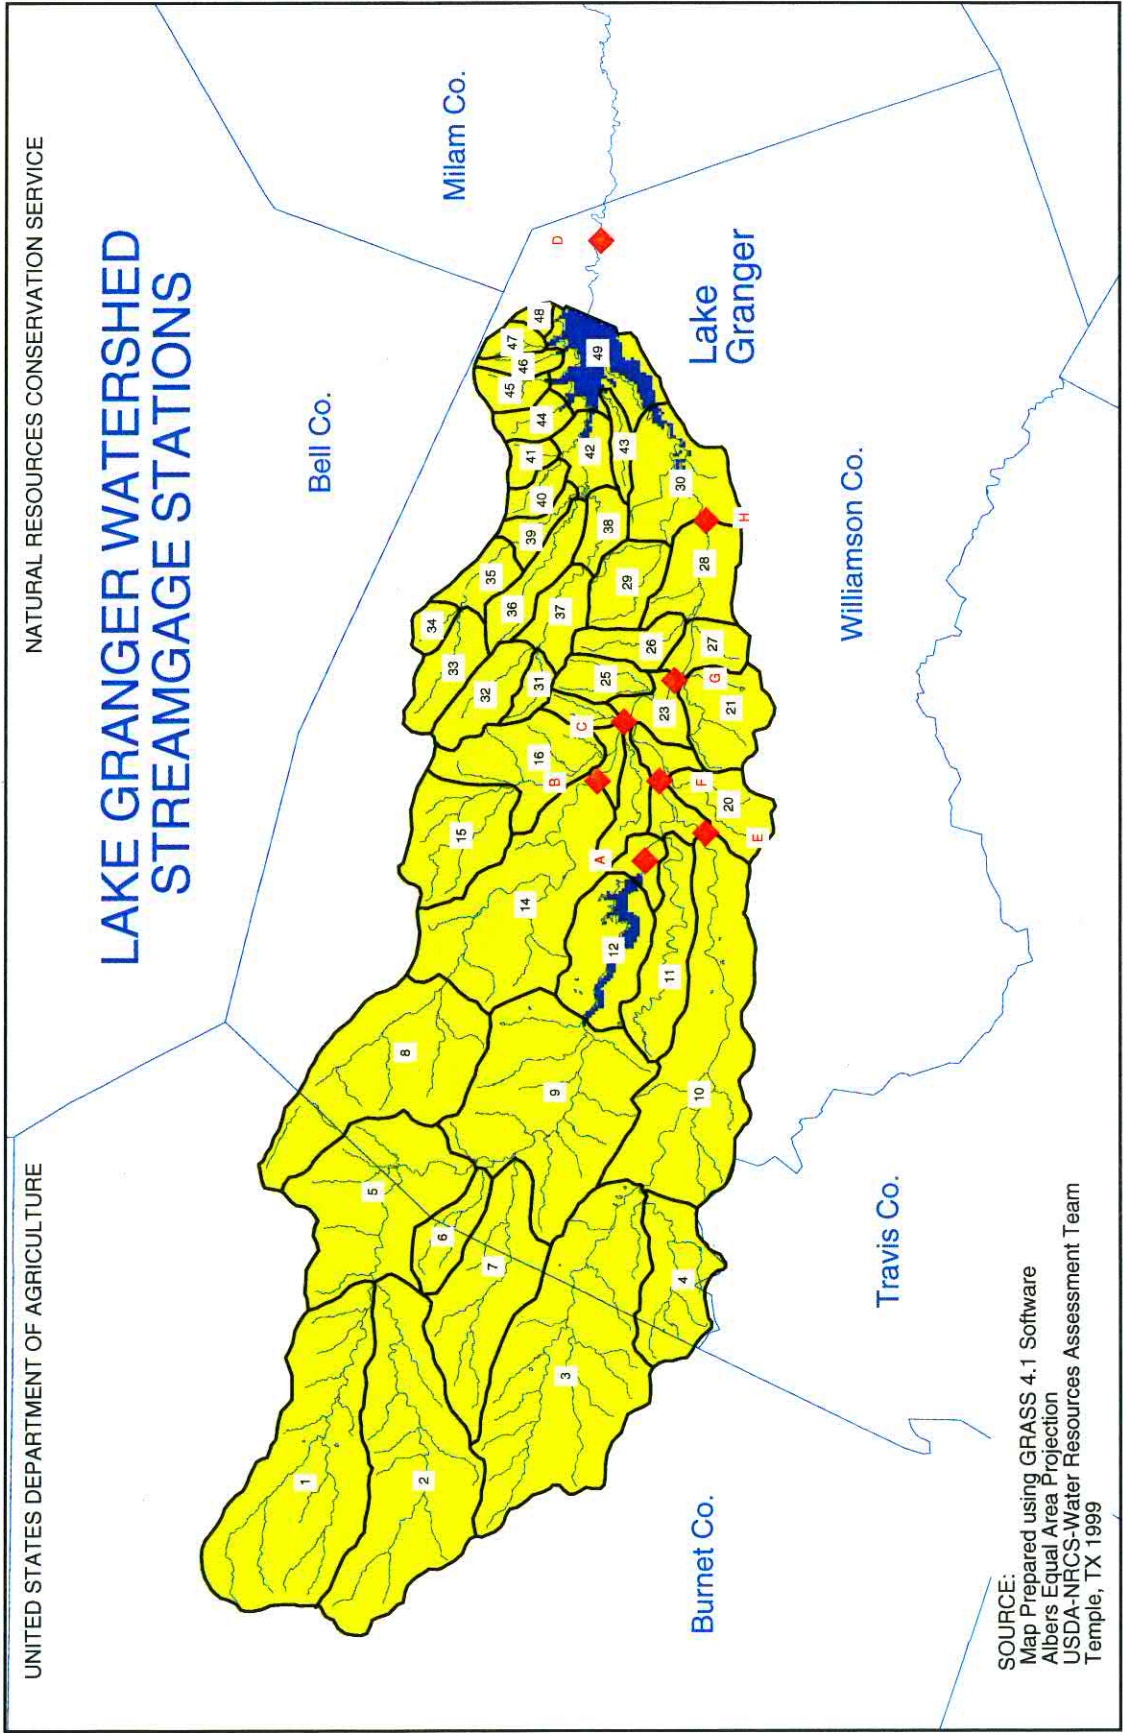 UNITED STATES DEPARTMENT OF AGRICULTURE
NATURAL RESOURCES CONSERVATION SERVICE
LAKE GRANGER WATERSHED
STREAMGAGE STATIONS
Bell Co.
Milam Co.
Lake
Granger
Williamson Co.
Travis Co.
Burnet Co.
1
2
3
4
5
6
7
8
9
10
11
12
14
15
16
20
21
23
25
26
27
28
29
30
31
32
33
34
35
36
37
38
39
40
41
42
43
44
45
46
47
48
49
A
B
C
D
E
F
G
H
SOURCE:
Map Prepared using GRASS 4.1 Software
Albers Equal Area Projection
USDA-NRCS-Water Resources Assessment Team
Temple, TX 1999